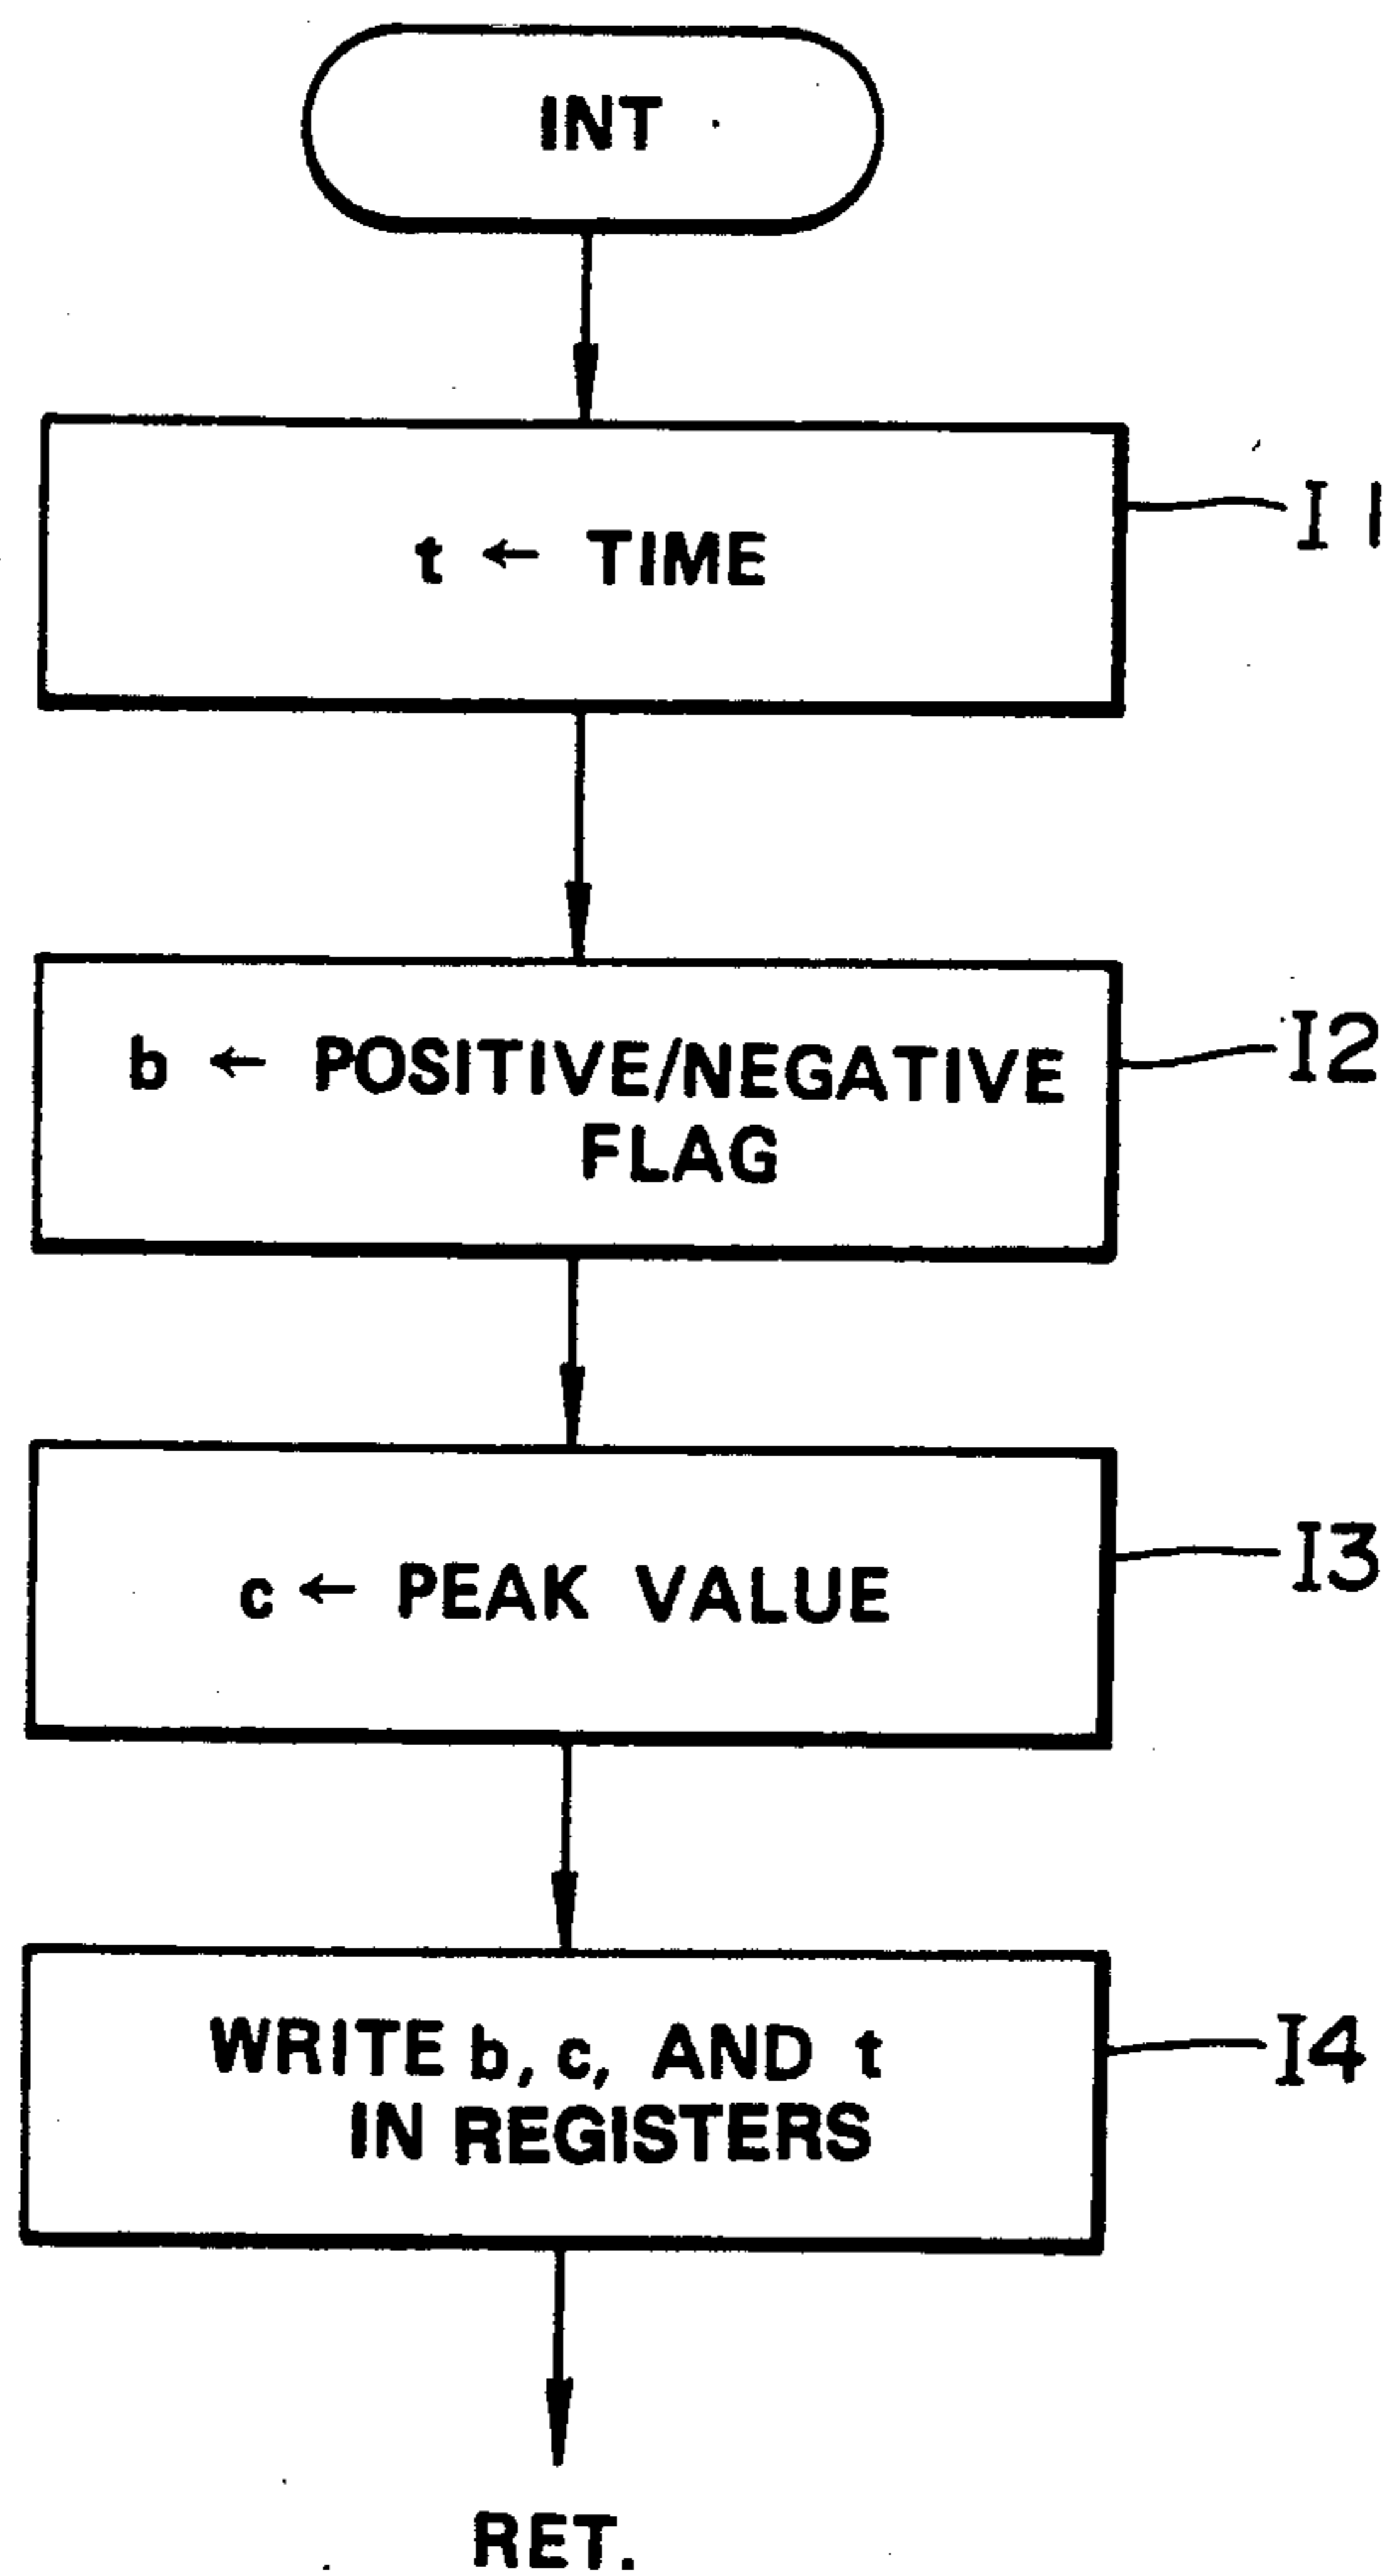 INT
t ← TIME
I1
b ← POSITIVE/NEGATIVE
FLAG
I2
c ← PEAK VALUE
I3
WRITE b, c, AND t
IN REGISTERS
I4
RET.